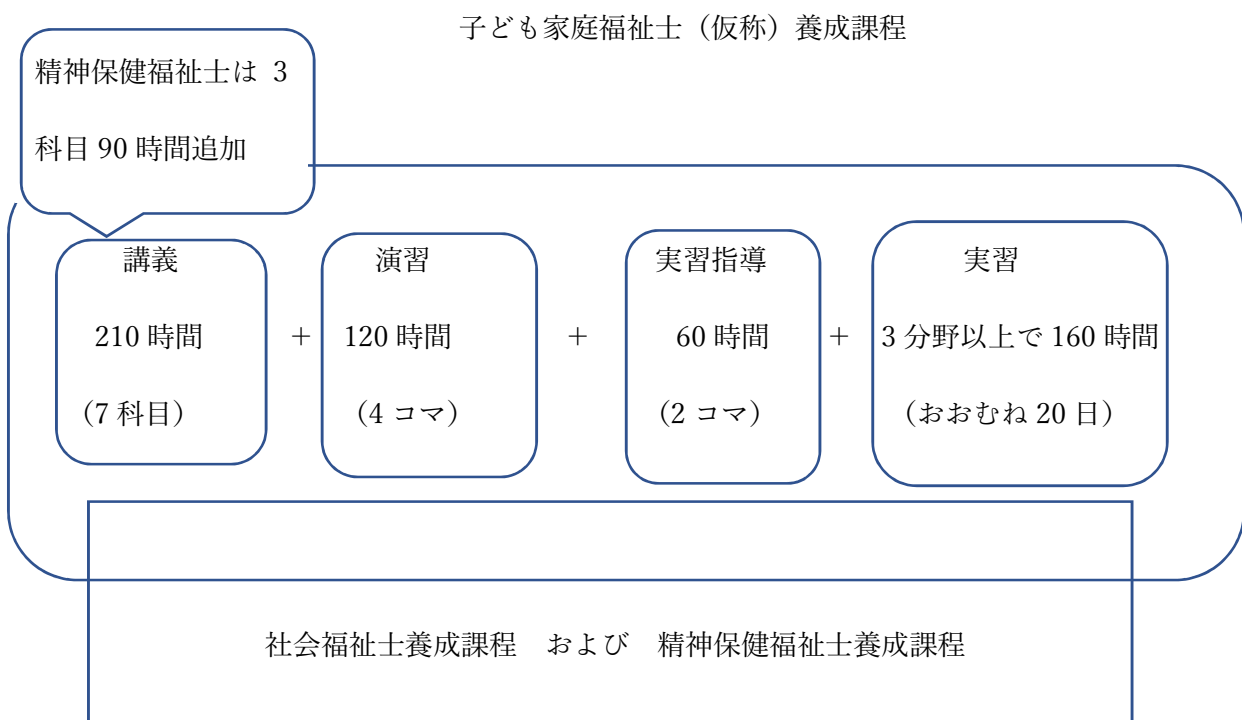 子ども家庭福祉士（仮称）養成課程
精神保健福祉士は 3
科目 90 時間追加
講義
210 時間
（7 科目）
＋
演習
120 時間
（4 コマ）
＋
実習指導
60 時間
（2 コマ）
＋
実習
3 分野以上で 160 時間
（おおむね 20 日）
社会福祉士養成課程　および　精神保健福祉士養成課程